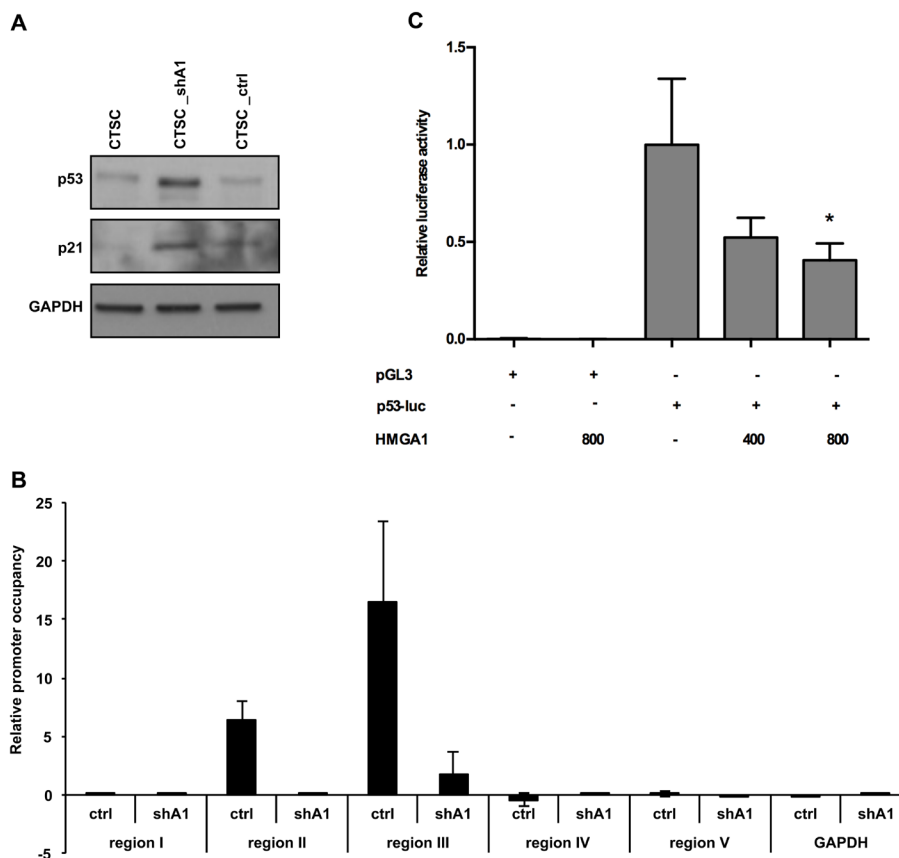 A
CTSC
CTSC_shA1
CTSC_ctrl
p53
p21
GAPDH
C
Relative luciferase activity
1.5
1.0
0.5
0.0
pGL3 + + - - -
p53-luc - - + + +
HMGA1 - 800 - 400 800
*
B
Relative promoter occupancy
25
20
15
10
5
0
-5
ctrl shA1 ctrl shA1 ctrl shA1 ctrl shA1 ctrl shA1 ctrl shA1
region I region II region III region IV region V GAPDH